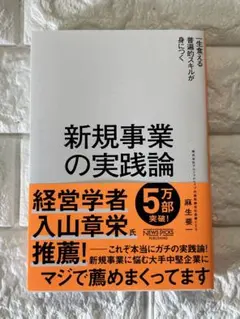 一生食える
普遍的スキルが
身につく
新規事業
の実践論
麻生要一
経営学者
入山章栄氏
推薦!
5万部
突破!
NEWS PICKS
これぞ本当にガチの実践論!
新規事業に悩む大手中堅企業に
マジで薦めまくってます